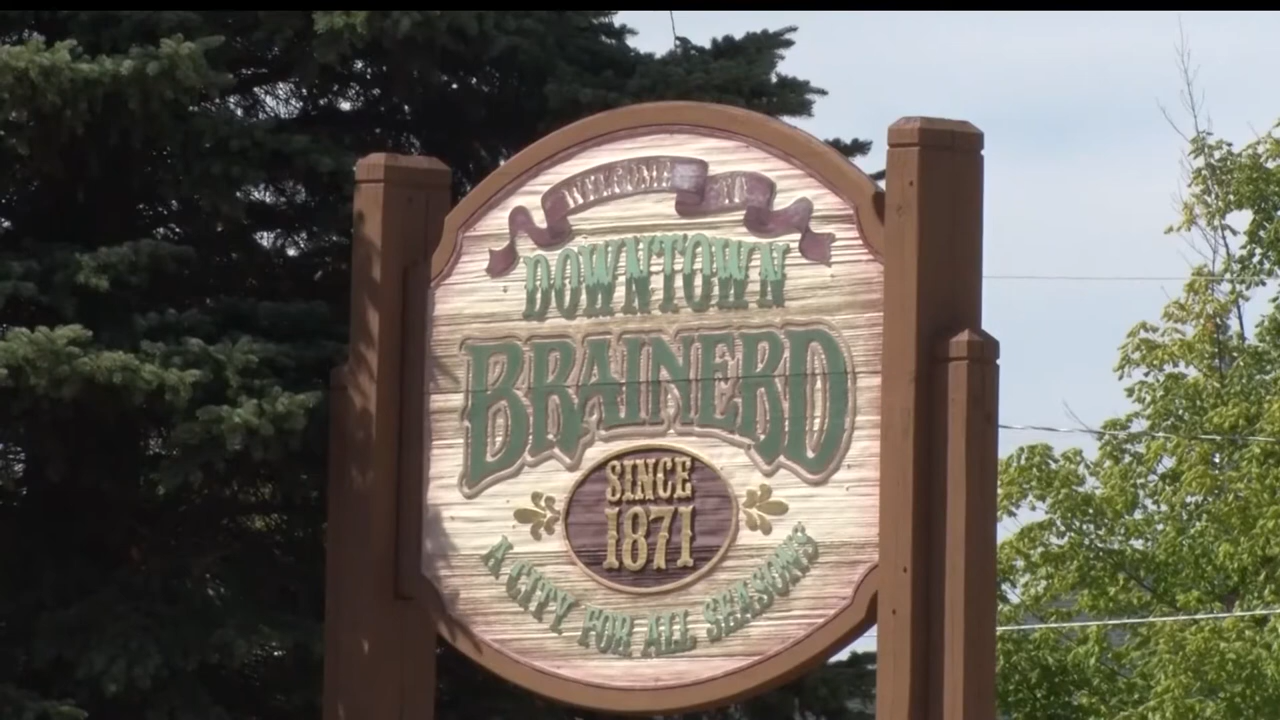 WELCOME TO
DOWNTOWN
BRAINERD
SINCE
1871
A CITY FOR ALL SEASONS